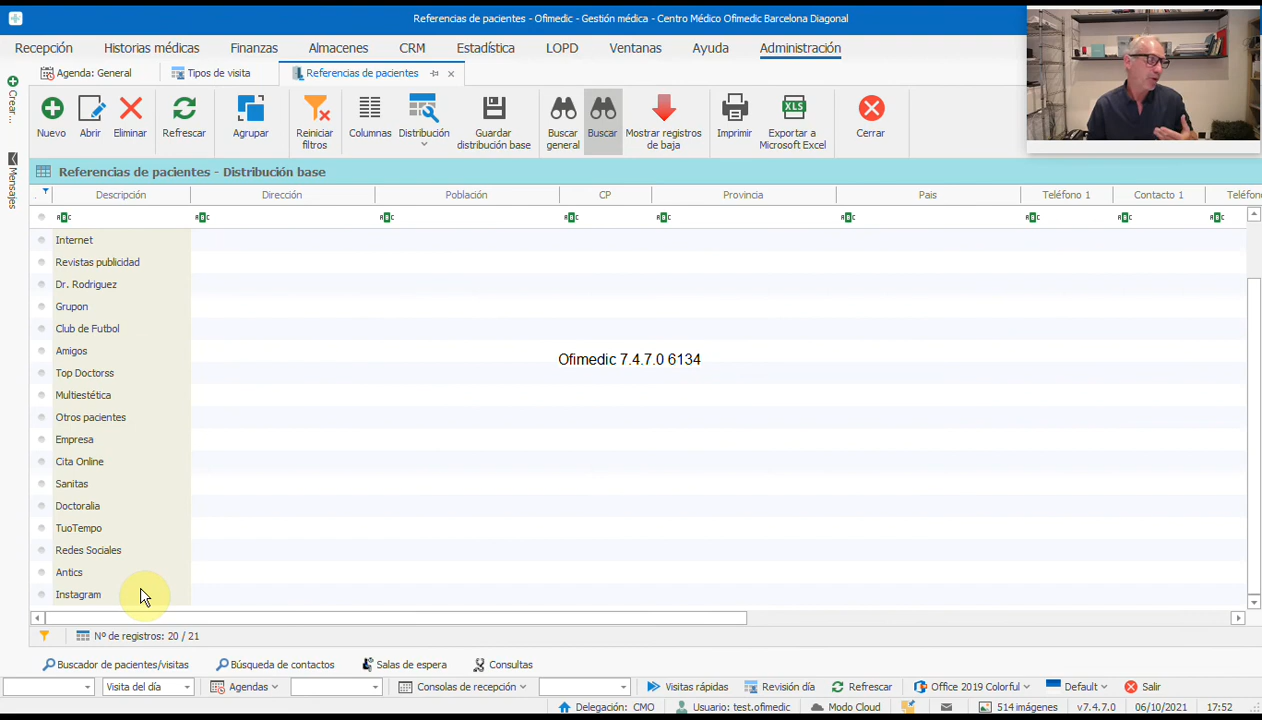 Referencias de pacientes - Ofimedic - Gestión médica - Centro Médico Ofimedic Barcelona Diagonal
Recepción Historias médicas Finanzas Almacenes CRM Estadística LOPD Ventanas Ayuda Administración
Agenda: General Tipos de visita Referencias de pacientes
Crear...
Mensajes
Nuevo Abrir Eliminar Refrescar Agrupar Reiniciar filtros Columnas Distribución Guardar distribución base Buscar general Buscar Mostrar registros de baja Imprimir Exportar a Microsoft Excel Cerrar
Referencias de pacientes - Distribución base
Descripción Dirección Población CP Provincia Pais Teléfono 1 Contacto 1 Teléfon
Internet
Revistas publicidad
Dr. Rodriguez
Grupon
Club de Futbol
Amigos
Ofimedic 7.4.7.0 6134
Top Doctorss
Multiestética
Otros pacientes
Empresa
Cita Online
Sanitas
Doctoralia
TuoTempo
Redes Sociales
Antics
Instagram
Nº de registros: 20 / 21
Buscador de pacientes/visitas Búsqueda de contactos Salas de espera Consultas
Visita del día Agendas Consolas de recepción Visitas rápidas Revisión día Refrescar Office 2019 Colorful Default Salir
Delegación: CMO Usuario: test.ofimedic Modo Cloud 514 imágenes v7.4.7.0 06/10/2021 17:52